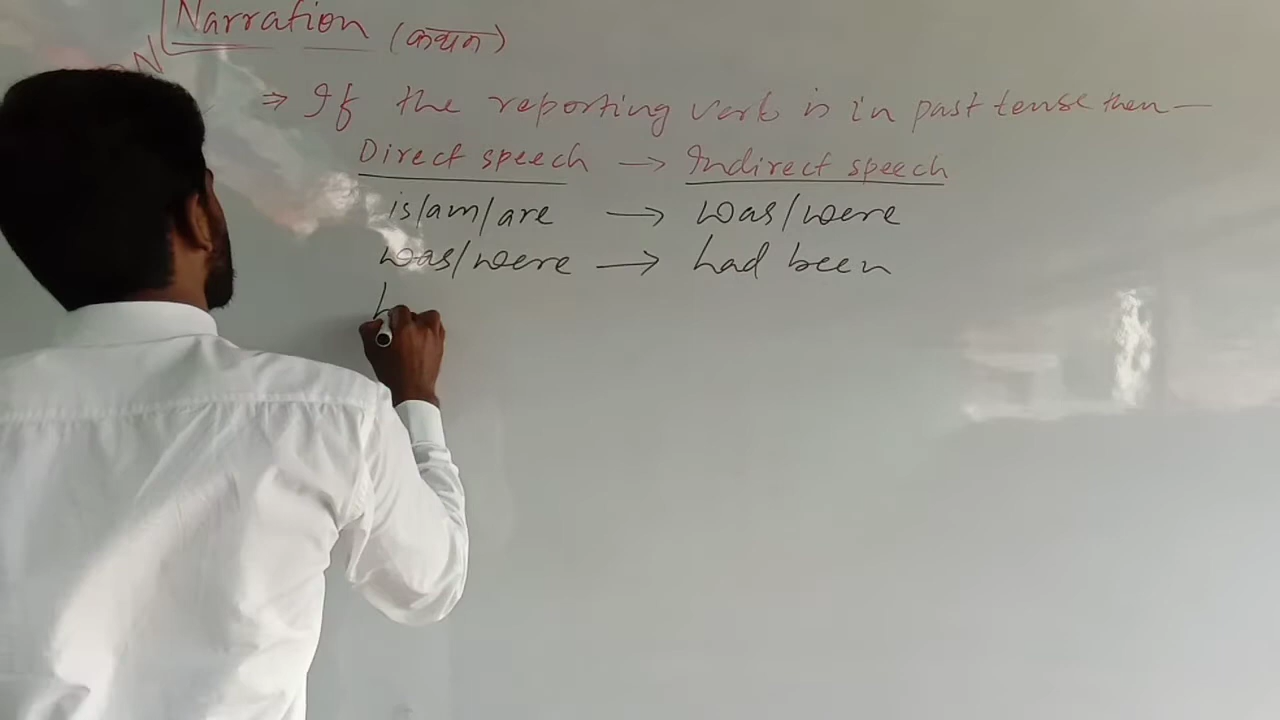 Narration (कथन)
⇒ If the reporting verb is in past tense then —
Direct speech → Indirect speech
is/am/are → was/were
was/were → had been
h